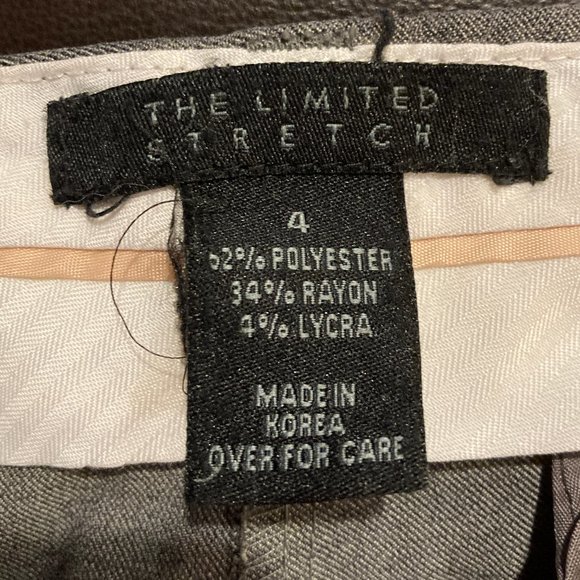 THE LIMITED
STRETCH
4
62% POLYESTER
34% RAYON
4% LYCRA
MADE IN
KOREA
OVER FOR CARE